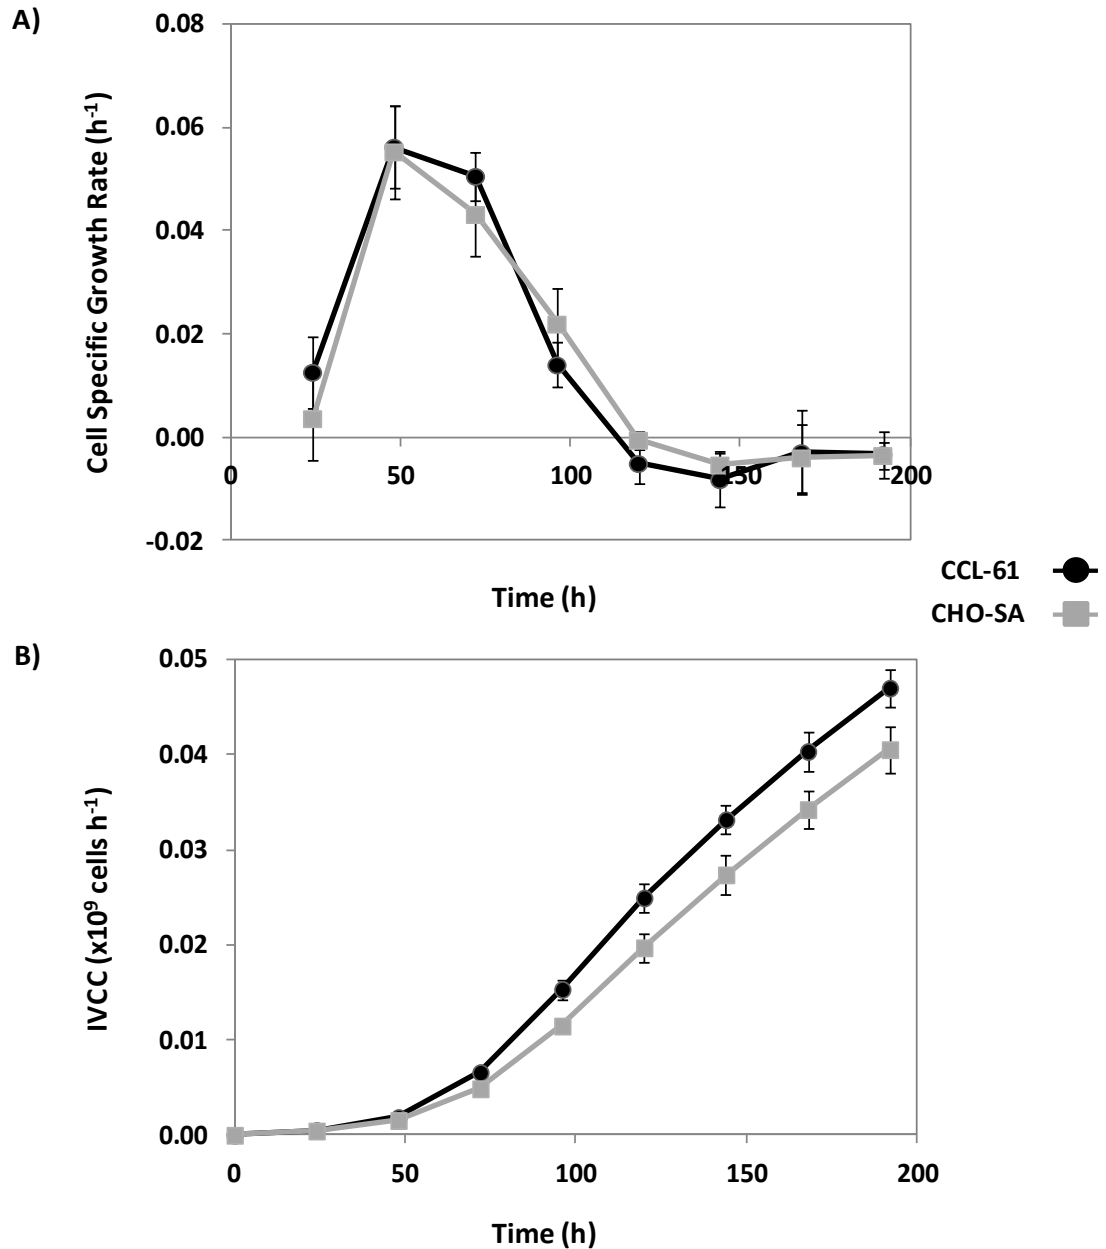 A)
Cell Specific Growth Rate (h-1)
0.08
0.06
0.04
0.02
0.00
-0.02
0 50 100 150 200
Time (h)
CCL-61
CHO-SA
B)
IVCC (x10⁹ cells h-1)
0.05
0.04
0.03
0.02
0.01
0.00
0 50 100 150 200
Time (h)